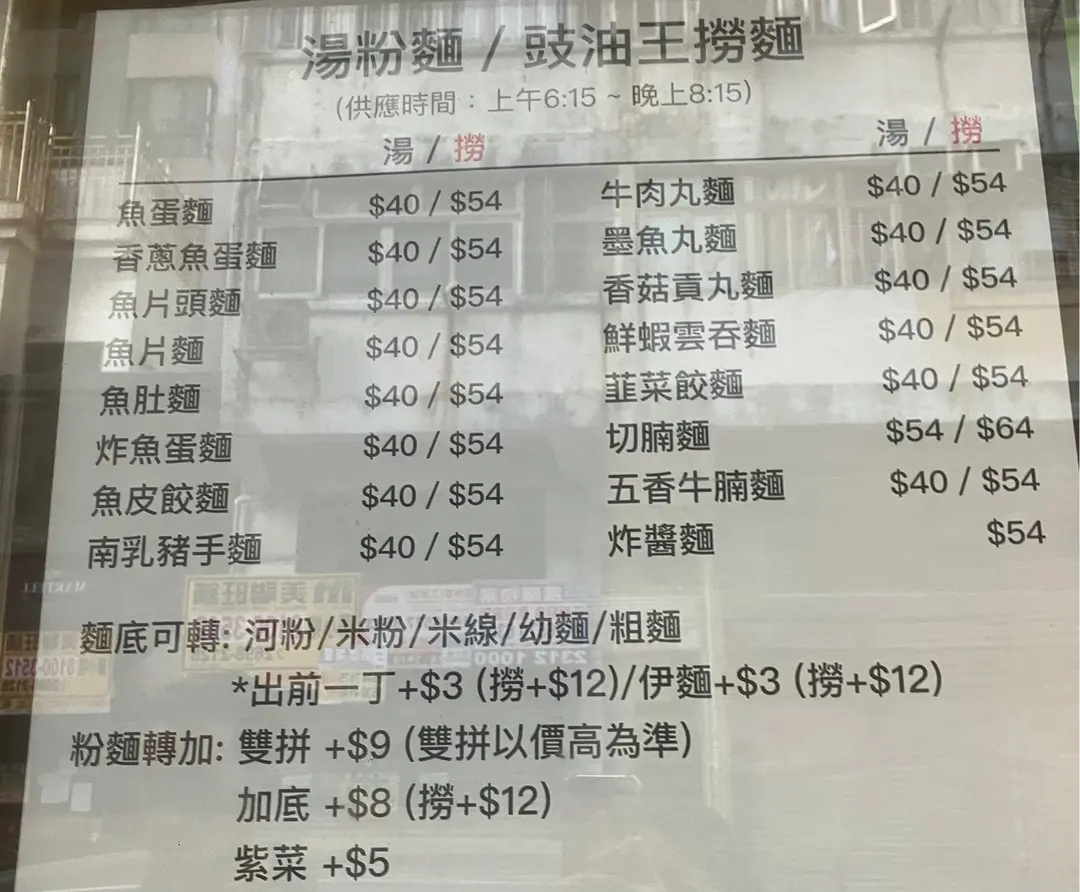 湯粉麵 / 豉油王撈麵
(供應時間：上午6:15 ~ 晚上8:15)
湯 / 撈
魚蛋麵 $40 / $54
香蔥魚蛋麵 $40 / $54
魚片頭麵 $40 / $54
魚片麵 $40 / $54
魚肚麵 $40 / $54
炸魚蛋麵 $40 / $54
魚皮餃麵 $40 / $54
南乳豬手麵 $40 / $54
湯 / 撈
牛肉丸麵 $40 / $54
墨魚丸麵 $40 / $54
香菇貢丸麵 $40 / $54
鮮蝦雲吞麵 $40 / $54
韮菜餃麵 $40 / $54
切腩麵 $54 / $64
五香牛腩麵 $40 / $54
炸醬麵 $54
麵底可轉: 河粉/米粉/米線/幼麵/粗麵
*出前一丁+$3 (撈+$12)/伊麵+$3 (撈+$12)
粉麵轉加: 雙拼 +$9 (雙拼以價高為準)
加底 +$8 (撈+$12)
紫菜 +$5